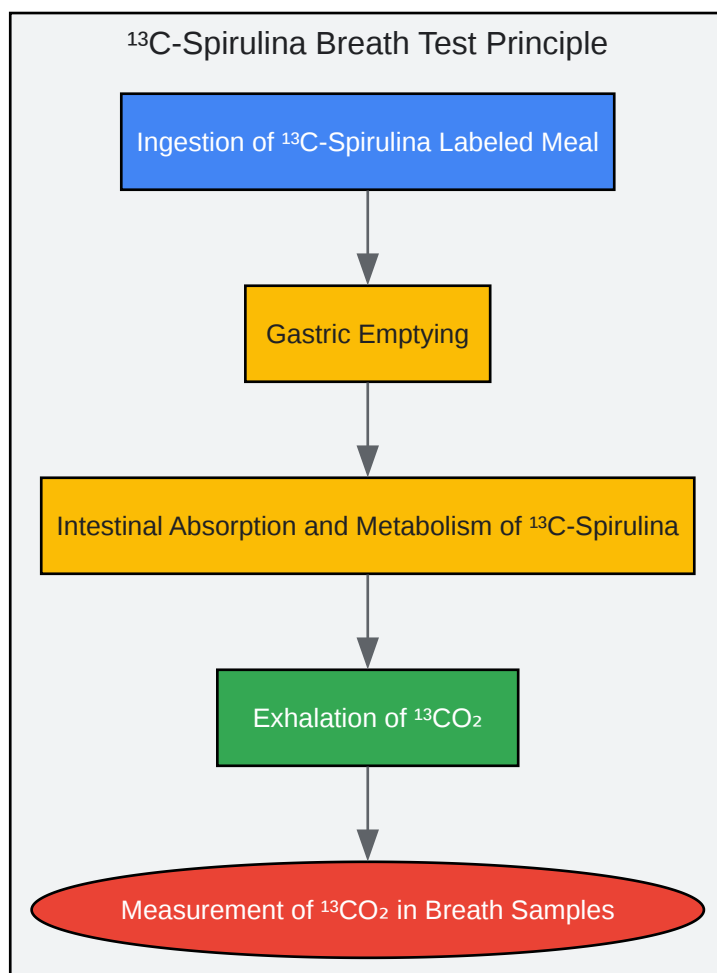 ¹³C-Spirulina Breath Test Principle
Ingestion of ¹³C-Spirulina Labeled Meal
Gastric Emptying
Intestinal Absorption and Metabolism of ¹³C-Spirulina
Exhalation of ¹³CO₂
Measurement of ¹³CO₂ in Breath Samples